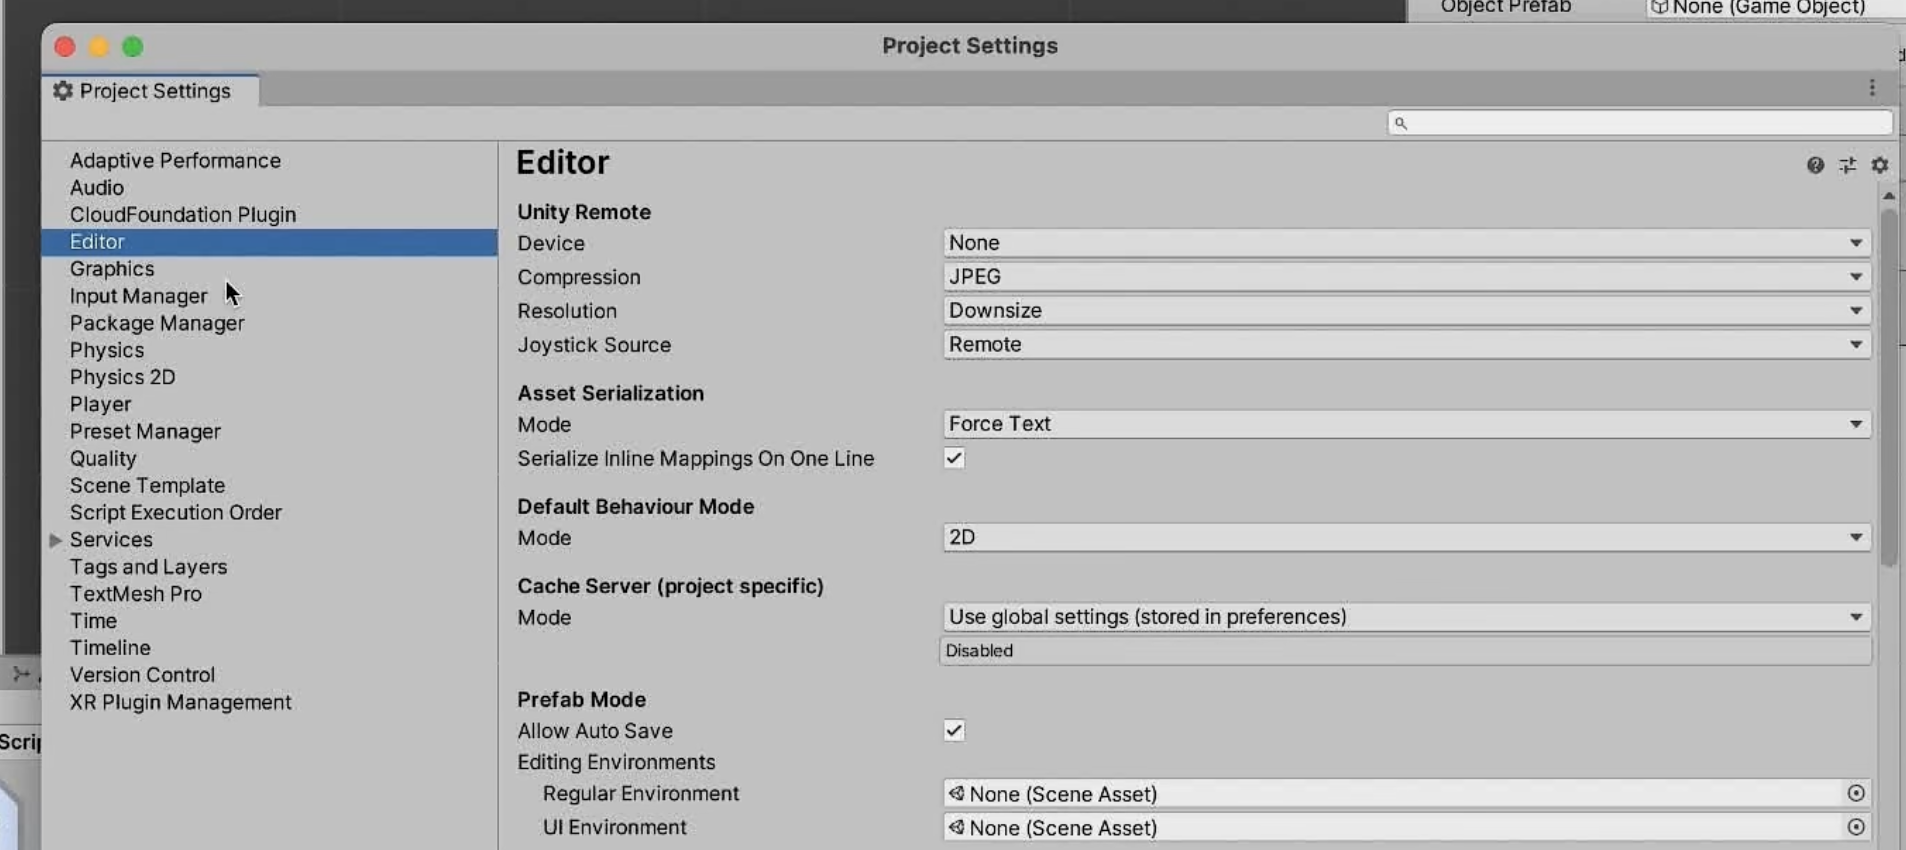 Object Prefab
None (Game Object)
Project Settings
Project Settings
Adaptive Performance
Audio
CloudFoundation Plugin
Editor
Graphics
Input Manager
Package Manager
Physics
Physics 2D
Player
Preset Manager
Quality
Scene Template
Script Execution Order
Services
Tags and Layers
TextMesh Pro
Time
Timeline
Version Control
XR Plugin Management
Editor
Unity Remote
Device None
Compression JPEG
Resolution Downsize
Joystick Source Remote
Asset Serialization
Mode Force Text
Serialize Inline Mappings On One Line
Default Behaviour Mode
Mode 2D
Cache Server (project specific)
Mode Use global settings (stored in preferences)
Disabled
Prefab Mode
Allow Auto Save
Editing Environments
Regular Environment None (Scene Asset)
UI Environment None (Scene Asset)